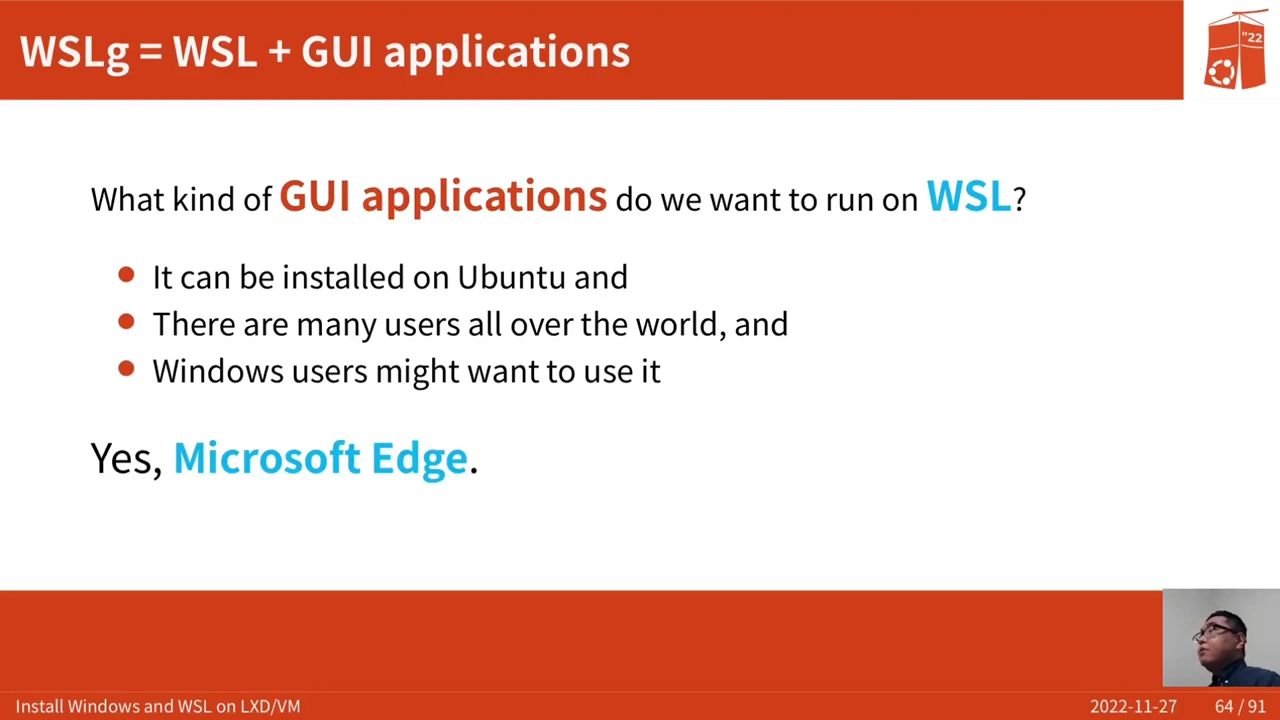 WSLg = WSL + GUI applications
"22
What kind of GUI applications do we want to run on WSL?
It can be installed on Ubuntu and
There are many users all over the world, and
Windows users might want to use it
Yes, Microsoft Edge.
Install Windows and WSL on LXD/VM
2022-11-27
64 / 91